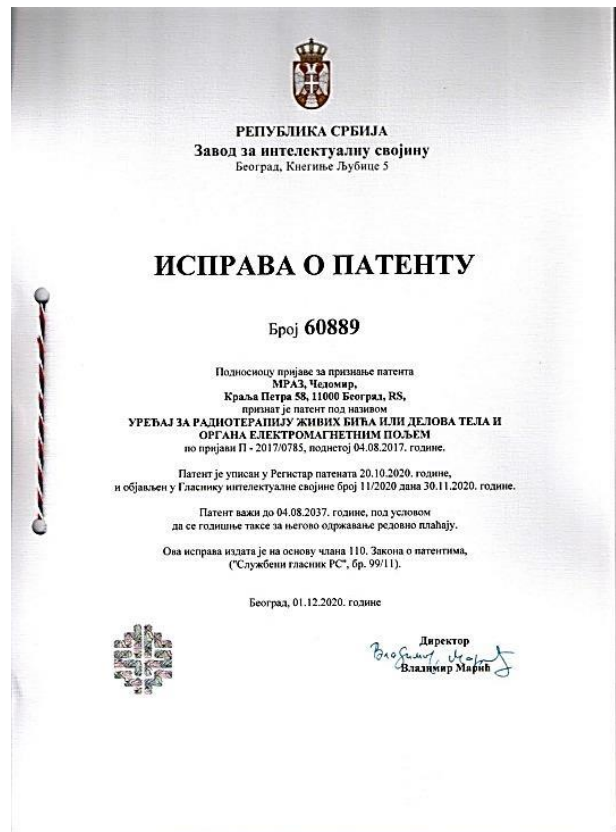 РЕПУБЛИКА СРБИЈА
Завод за интелектуалну својину
Београд, Кнегиње Љубице 5
ИСПРАВА О ПАТЕНТУ
Број 60889
Подносиоцу пријаве за признање патента
МРАЗ, Чедомир,
Краља Петра 58, 11000 Београд, RS,
признат је патент под називом
УРЕЂАЈ ЗА РАДИОТЕРАПИЈУ ЖИВИХ БИЋА ИЛИ ДЕЛОВА ТЕЛА И
ОРГАНА ЕЛЕКТРОМАГНЕТНИМ ПОЉЕМ
по пријави П - 2017/0785, поднетој 04.08.2017. године.
Патент је уписан у Регистар патената 20.10.2020. године,
и објављен у Гласнику интелектуалне својине број 11/2020 дана 30.11.2020. године.
Патент важи до 04.08.2037. године, под условом
да се годишње таксе за његово одржавање редовно плаћају.
Ова исправа издата је на основу члана 110. Закона о патентима,
("Службени гласник РС", бр. 99/11).
Београд, 01.12.2020. године
Директор
Владимир Марић